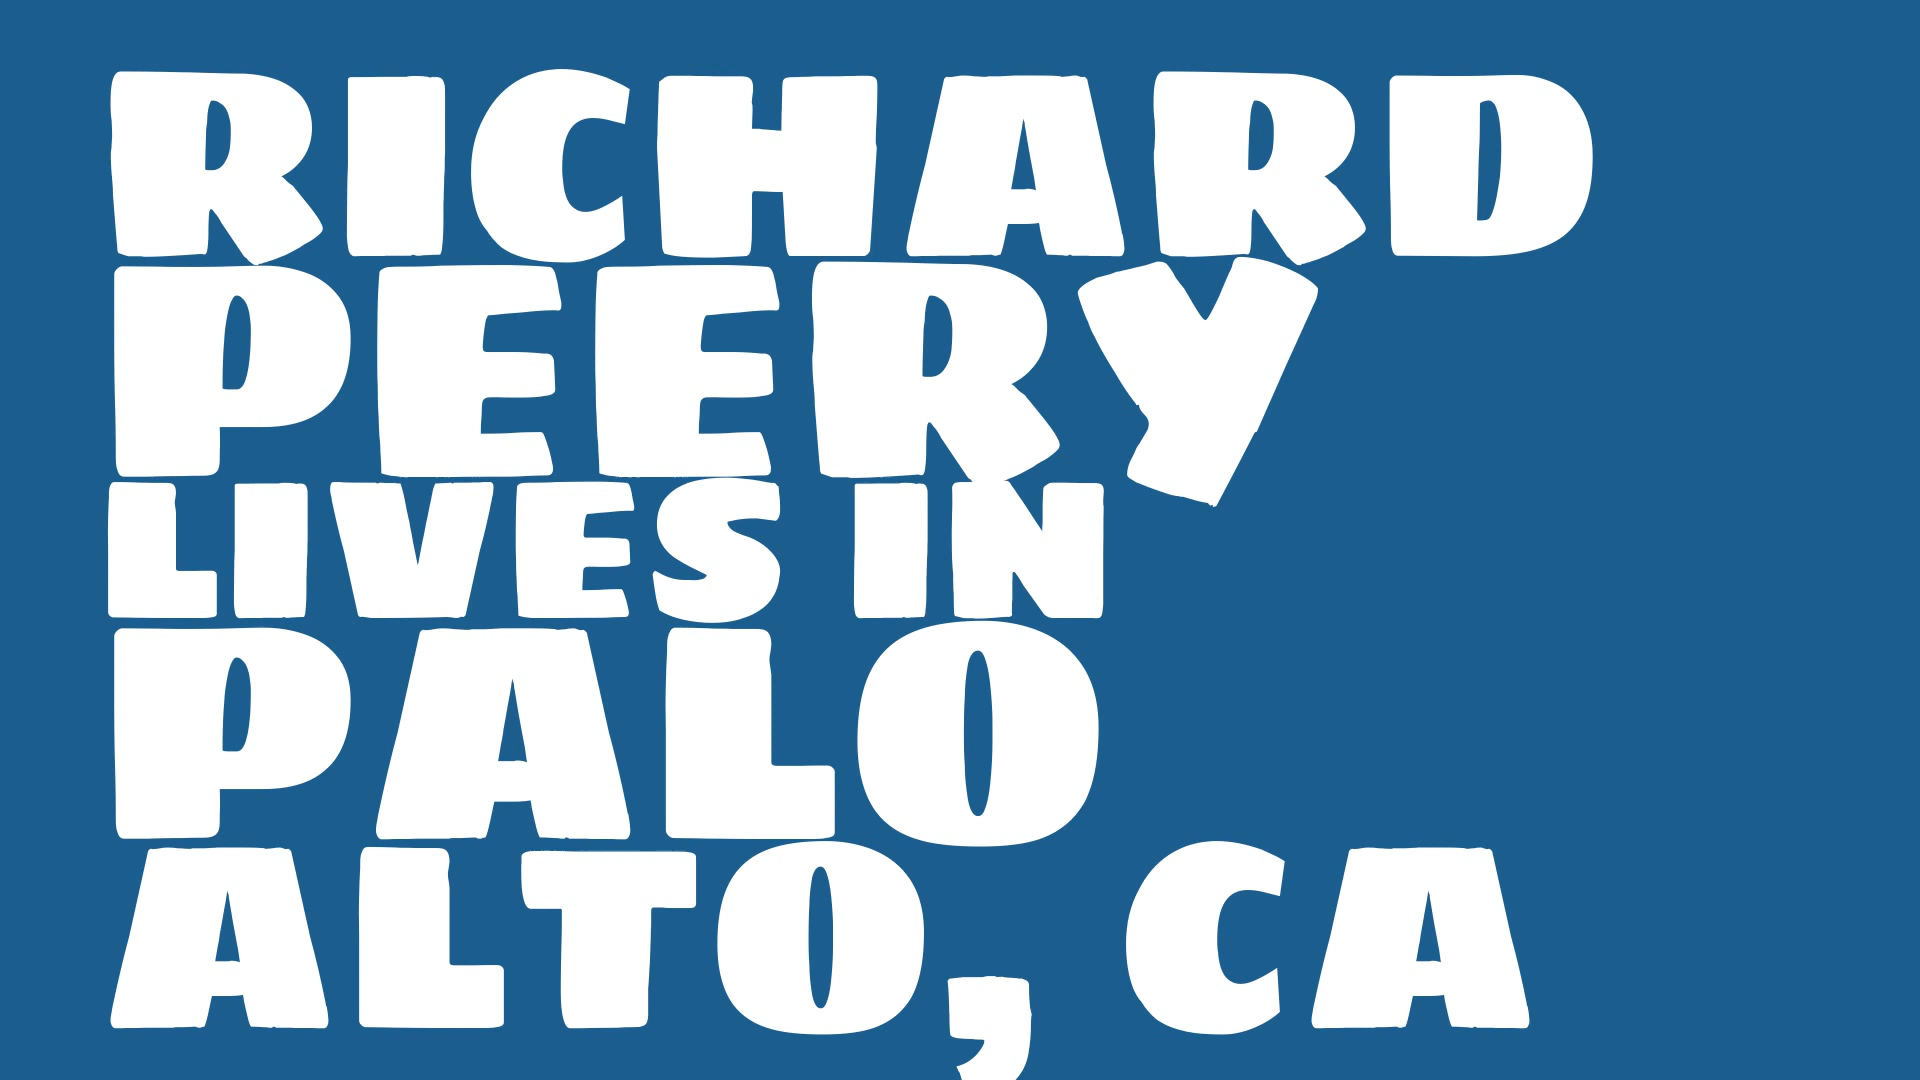 RICHARD
PEERY
LIVES IN
PALO
ALTO, CA